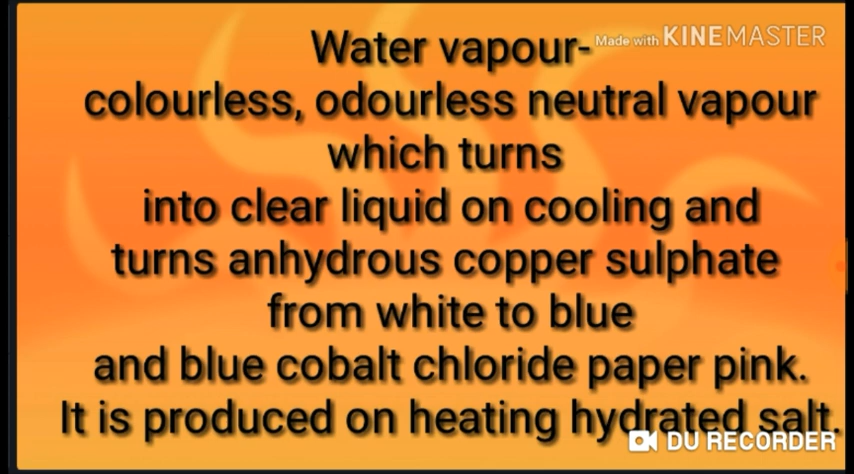 Water vapour-
Made with KINEMASTER
colourless, odourless neutral vapour
which turns
into clear liquid on cooling and
turns anhydrous copper sulphate
from white to blue
and blue cobalt chloride paper pink.
It is produced on heating hydrated salt.
DU RECORDER